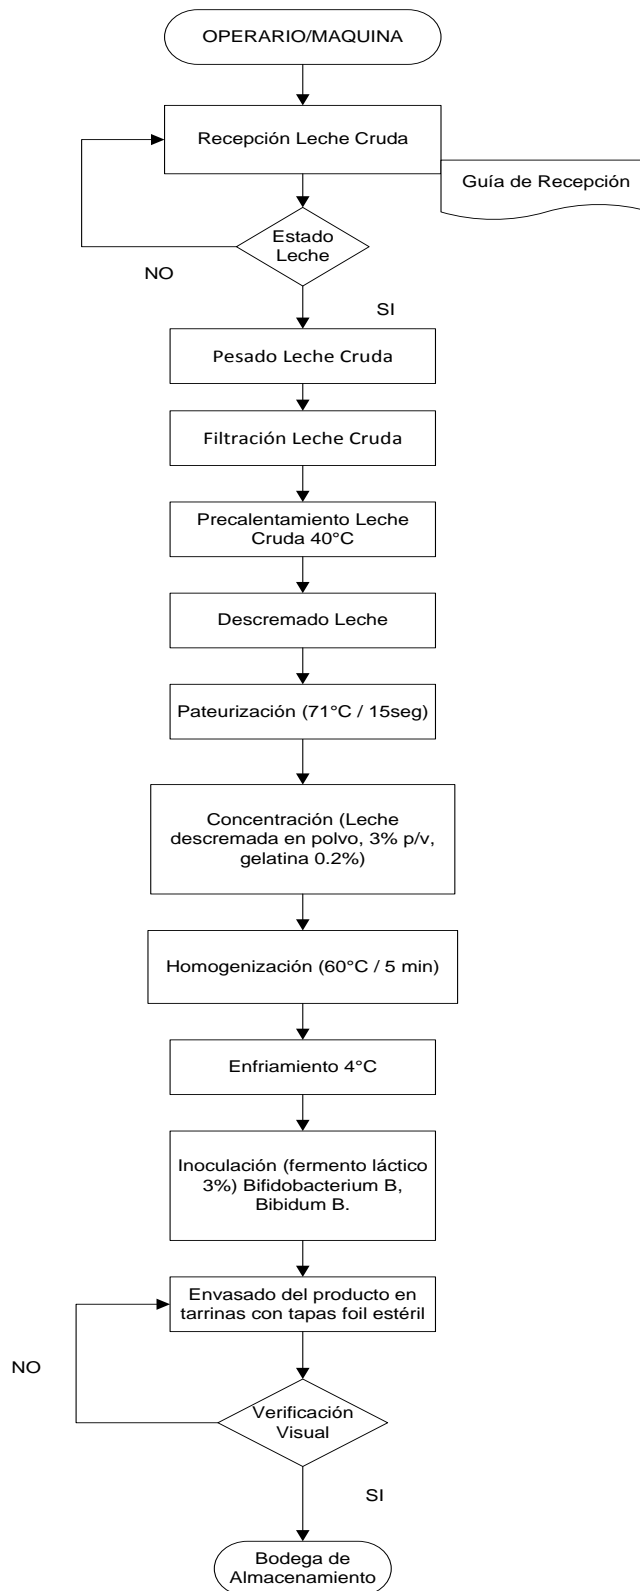 OPERARIO/MAQUINA
Recepción Leche Cruda
Guía de Recepción
Estado
Leche
NO
SI
Pesado Leche Cruda
Filtración Leche Cruda
Precalentamiento Leche
Cruda 40°C
Descremado Leche
Pateurización (71°C / 15seg)
Concentración (Leche
descremada en polvo, 3% p/v,
gelatina 0.2%)
Homogenización (60°C / 5 min)
Enfriamiento 4°C
Inoculación (fermento láctico
3%) Bifidobacterium B,
Bibidum B.
Envasado del producto en
tarrinas con tapas foil estéril
NO
Verificación
Visual
SI
Bodega de
Almacenamiento